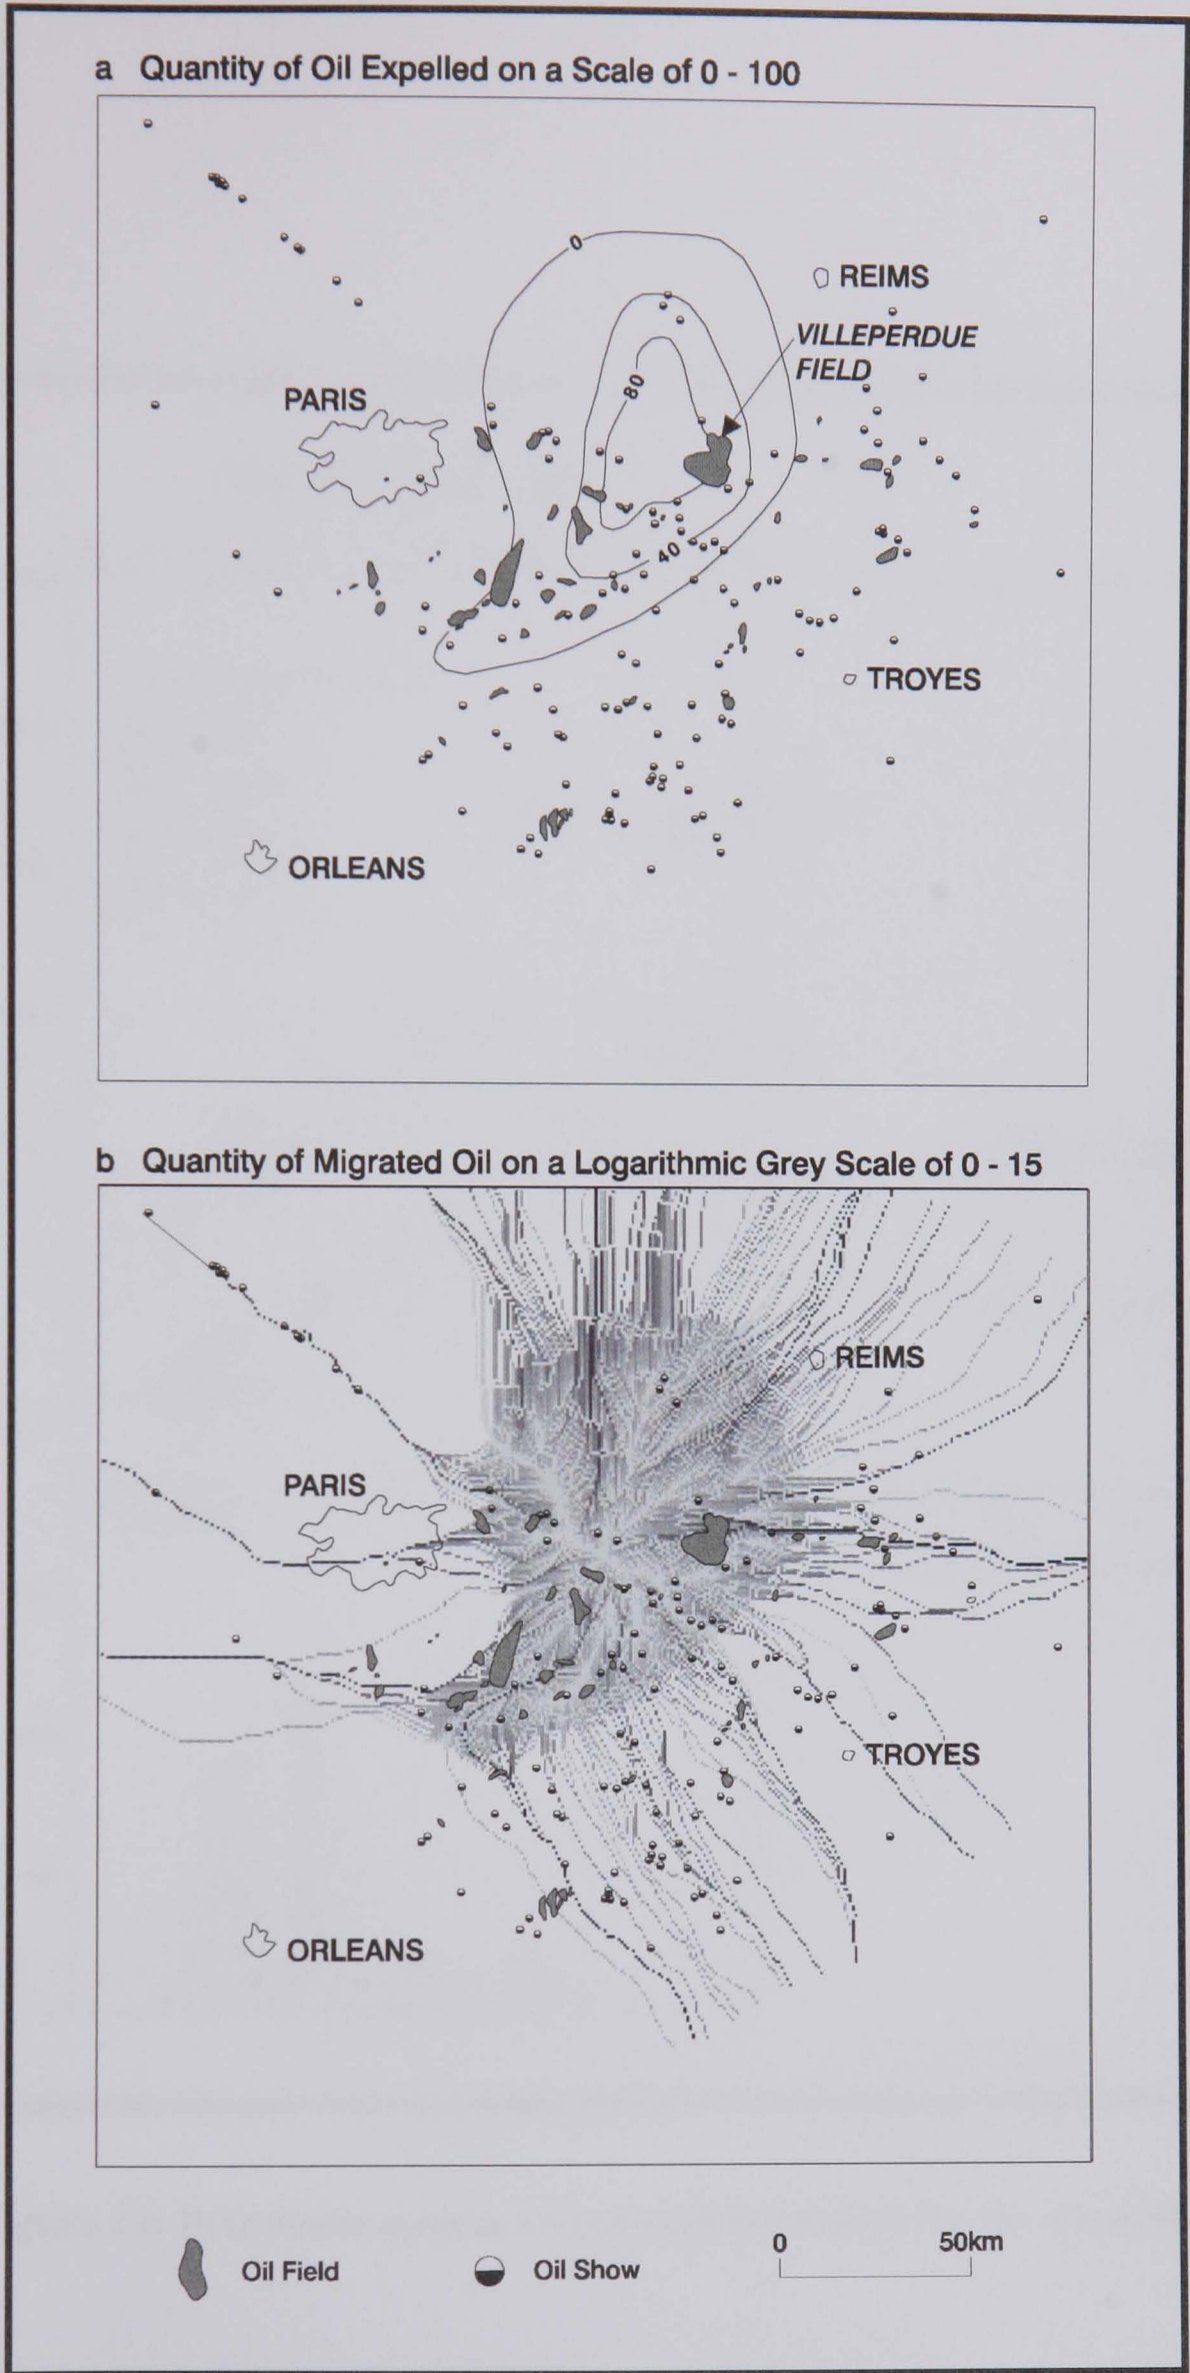 a Quantity of Oil Expelled on a Scale of 0 - 100
0
REIMS
VILLEPERDUE
FIELD
80
PARIS
40
TROYES
ORLEANS
b Quantity of Migrated Oil on a Logarithmic Grey Scale of 0 - 15
REIMS
PARIS
TROYES
ORLEANS
0 50km
Oil Field Oil Show